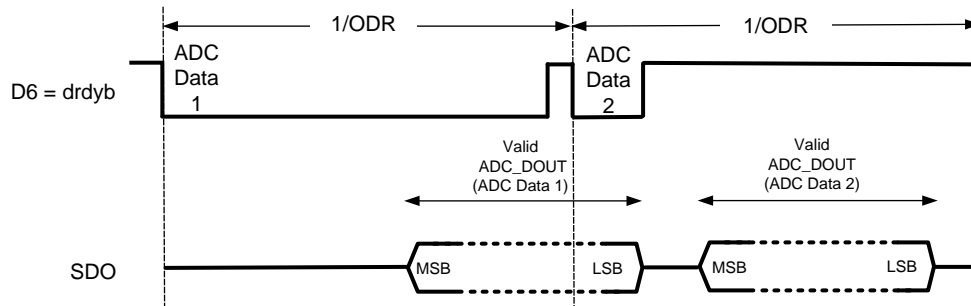 1/ODR
1/ODR
ADC
Data
1
ADC
Data
2
D6 = drdyb
Valid
ADC_DOUT
(ADC Data 1)
Valid
ADC_DOUT
(ADC Data 2)
SDO
MSB
LSB
MSB
LSB